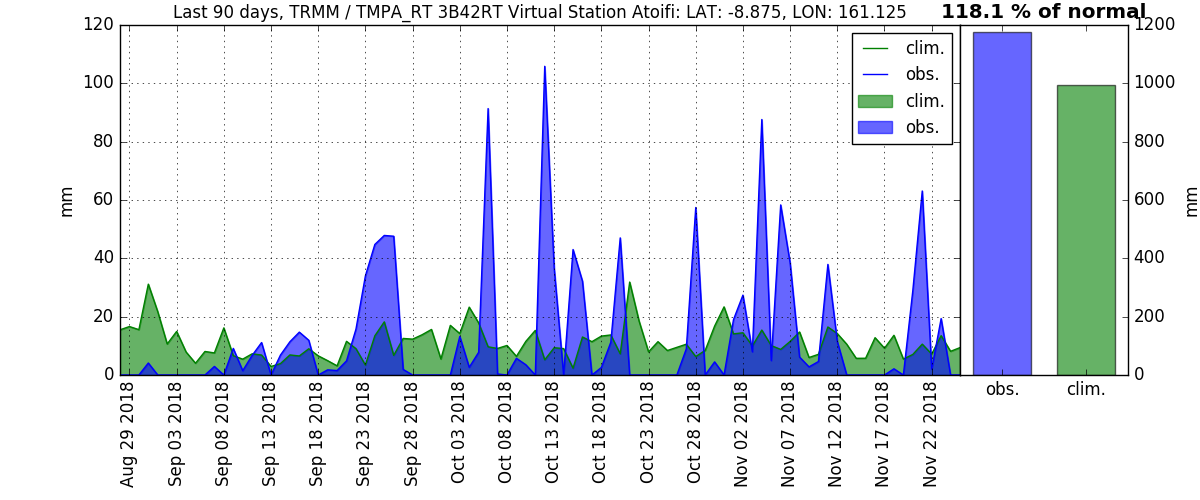 Last 90 days, TRMM / TMPA_RT 3B42RT Virtual Station Atoifi: LAT: -8.875, LON: 161.125
118.1 % of normal
120
100
80
60
40
20
0
mm
clim.
obs.
clim.
obs.
1200
1000
800
600
400
200
0
mm
Aug 29 2018
Sep 03 2018
Sep 08 2018
Sep 13 2018
Sep 18 2018
Sep 23 2018
Sep 28 2018
Oct 03 2018
Oct 08 2018
Oct 13 2018
Oct 18 2018
Oct 23 2018
Oct 28 2018
Nov 02 2018
Nov 07 2018
Nov 12 2018
Nov 17 2018
Nov 22 2018
obs.
clim.